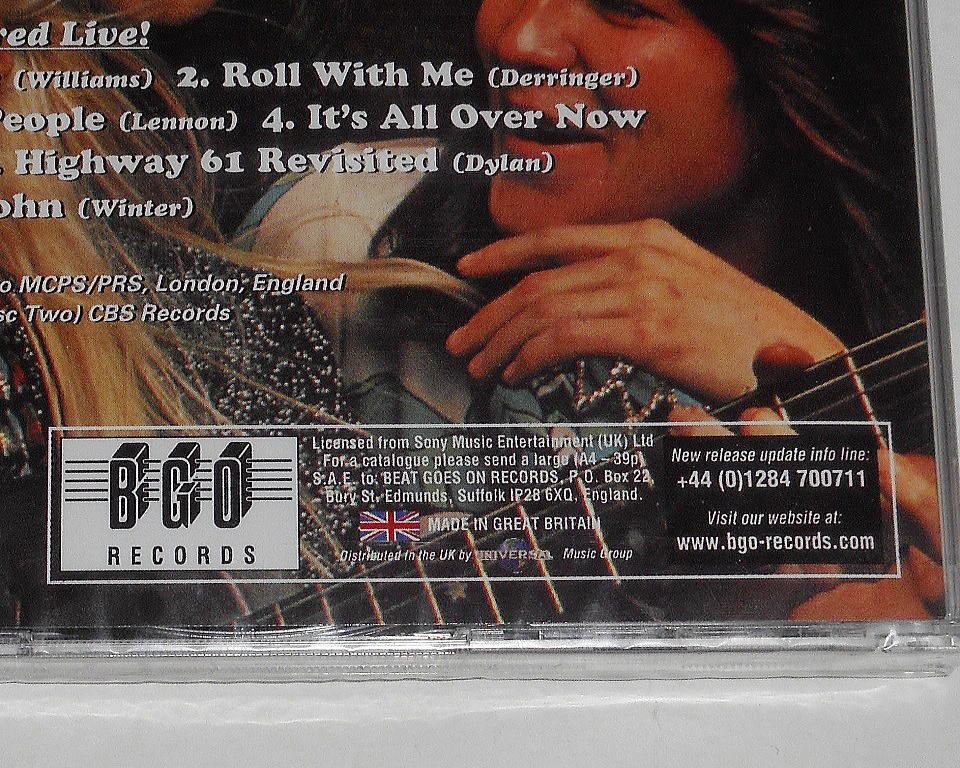 red Live!
(Williams) 2. Roll With Me (Derringer)
People (Lennon) 4. It's All Over Now
Highway 61 Revisited (Dylan)
ohn (Winter)
o MCPS/PRS, London, England
sc Two) CBS Records
BGO
RECORDS
Licensed from Sony Music Entertainment (UK) Ltd
For a catalogue please send a large (A4 - 39p)
S.A.E. to: BEAT GOES ON RECORDS, P.O. Box 22,
Bury St. Edmunds, Suffolk IP28 6XQ, England.
MADE IN GREAT BRITAIN
Distributed in the UK by UNIVERSAL Music Group
New release update info line:
+44 (0)1284 700711
Visit our website at:
www.bgo-records.com